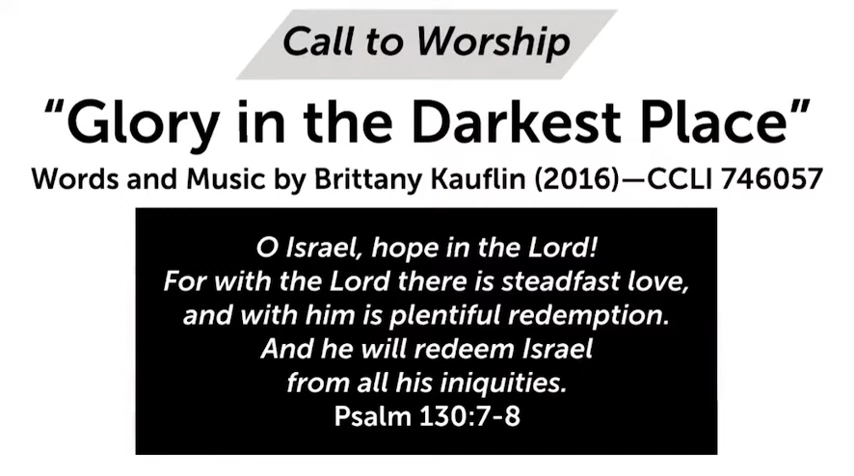 Call to Worship
“Glory in the Darkest Place”
Words and Music by Brittany Kauflin (2016)—CCLI 746057
O Israel, hope in the Lord!
For with the Lord there is steadfast love,
and with him is plentiful redemption.
And he will redeem Israel
from all his iniquities.
Psalm 130:7-8